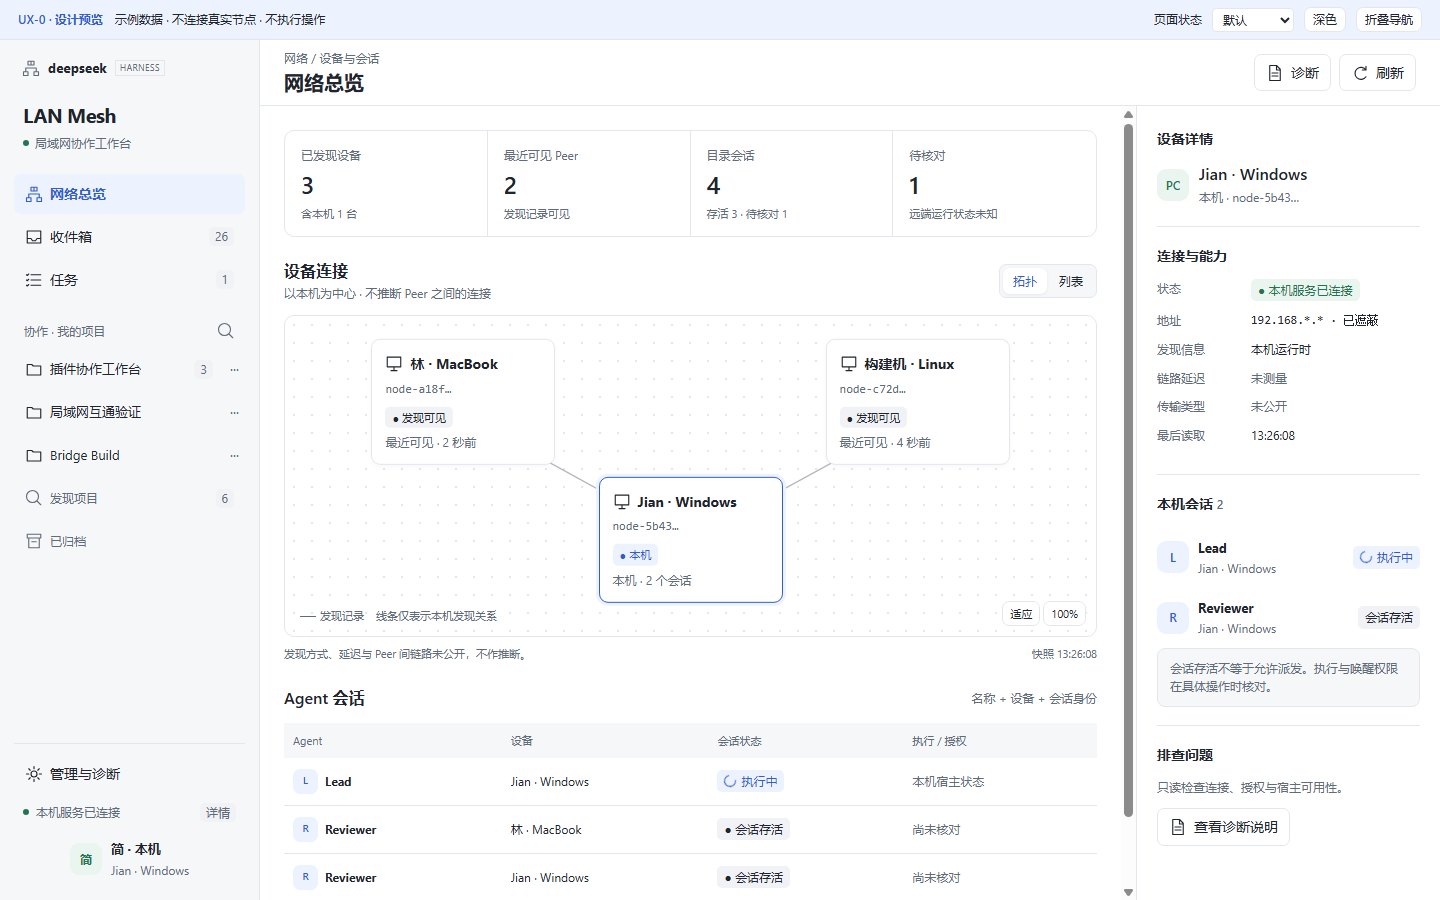 UX-0 · 设计预览 示例数据 · 不连接真实节点 · 不执行操作
页面状态 默认 深色 折叠导航
deepseek HARNESS
LAN Mesh
局域网协作工作台
网络总览
收件箱 26
任务 1
协作 · 我的项目
插件协作工作台 3 ...
局域网互通验证 ...
Bridge Build ...
发现项目 6
已归档
管理与诊断
本机服务已连接 详情
简 简 · 本机
Jian · Windows
网络 / 设备与会话
网络总览
诊断 刷新
已发现设备
3
含本机 1 台
最近可见 Peer
2
发现记录可见
目录会话
4
存活 3 · 待核对 1
待核对
1
远端运行状态未知
设备连接
以本机为中心 · 不推断 Peer 之间的连接
拓扑 列表
林 · MacBook
node-a18f…
发现可见
最近可见 · 2 秒前
构建机 · Linux
node-c72d…
发现可见
最近可见 · 4 秒前
Jian · Windows
node-5b43…
本机
本机 · 2 个会话
发现记录 线条仅表示本机发现关系
适应 100%
发现方式、延迟与 Peer 间链路未公开，不作推断。
快照 13:26:08
Agent 会话
名称 + 设备 + 会话身份
Agent 设备 会话状态 执行 / 授权
L Lead Jian · Windows 执行中 本机宿主状态
R Reviewer 林 · MacBook 会话存活 尚未核对
R Reviewer Jian · Windows 会话存活 尚未核对
设备详情
PC Jian · Windows
本机 · node-5b43…
连接与能力
状态 本机服务已连接
地址 192.168.*.* · 已遮蔽
发现信息 本机运行时
链路延迟 未测量
传输类型 未公开
最后读取 13:26:08
本机会话 2
L Lead
Jian · Windows
执行中
R Reviewer
Jian · Windows
会话存活
会话存活不等于允许派发。执行与唤醒权限
在具体操作时核对。
排查问题
只读检查连接、授权与宿主可用性。
查看诊断说明